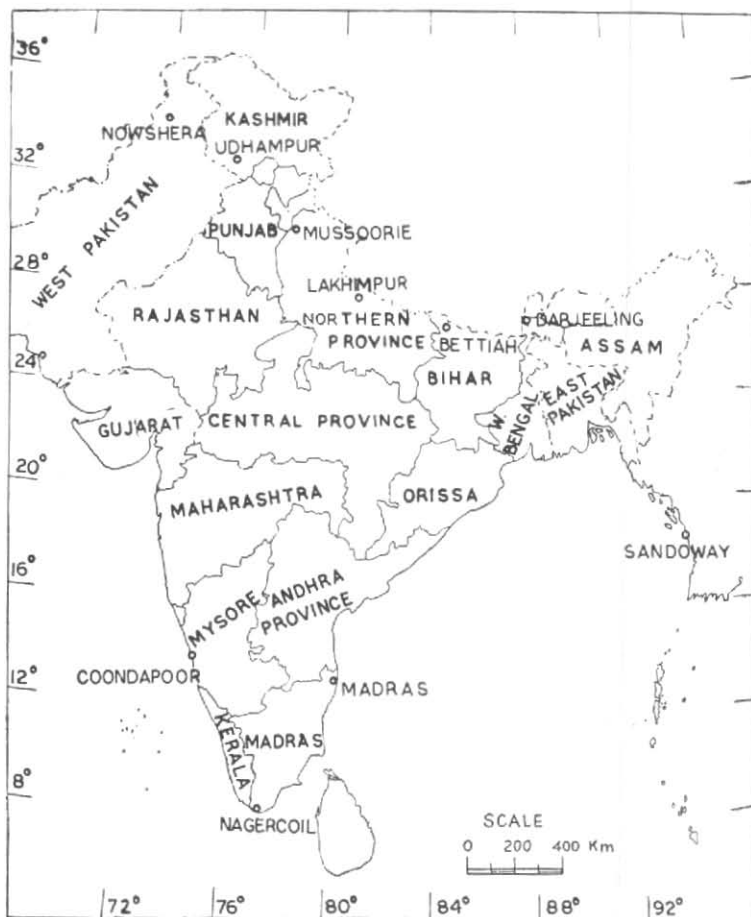 36°
KASHMIR
NOWSHERA
UDHAMPUR
32°
WEST PAKISTAN
PUNJAB
MUSSOORIE
28°
LAKHIMPUR
RAJASTHAN
NORTHERN
PROVINCE
DARJEELING
BETTIAH
ASSAM
24°
BIHAR
EAST
PAKISTAN
W.
BENGAL
GUJARAT
CENTRAL PROVINCE
20°
MAHARASHTRA
ORISSA
SANDOWAY
16°
MYSORE
ANDHRA
PROVINCE
COONDAPOOR
12°
MADRAS
KERALA
MADRAS
8°
NAGERCOIL
SCALE
0 200 400 Km
72° 76° 80° 84° 88° 92°